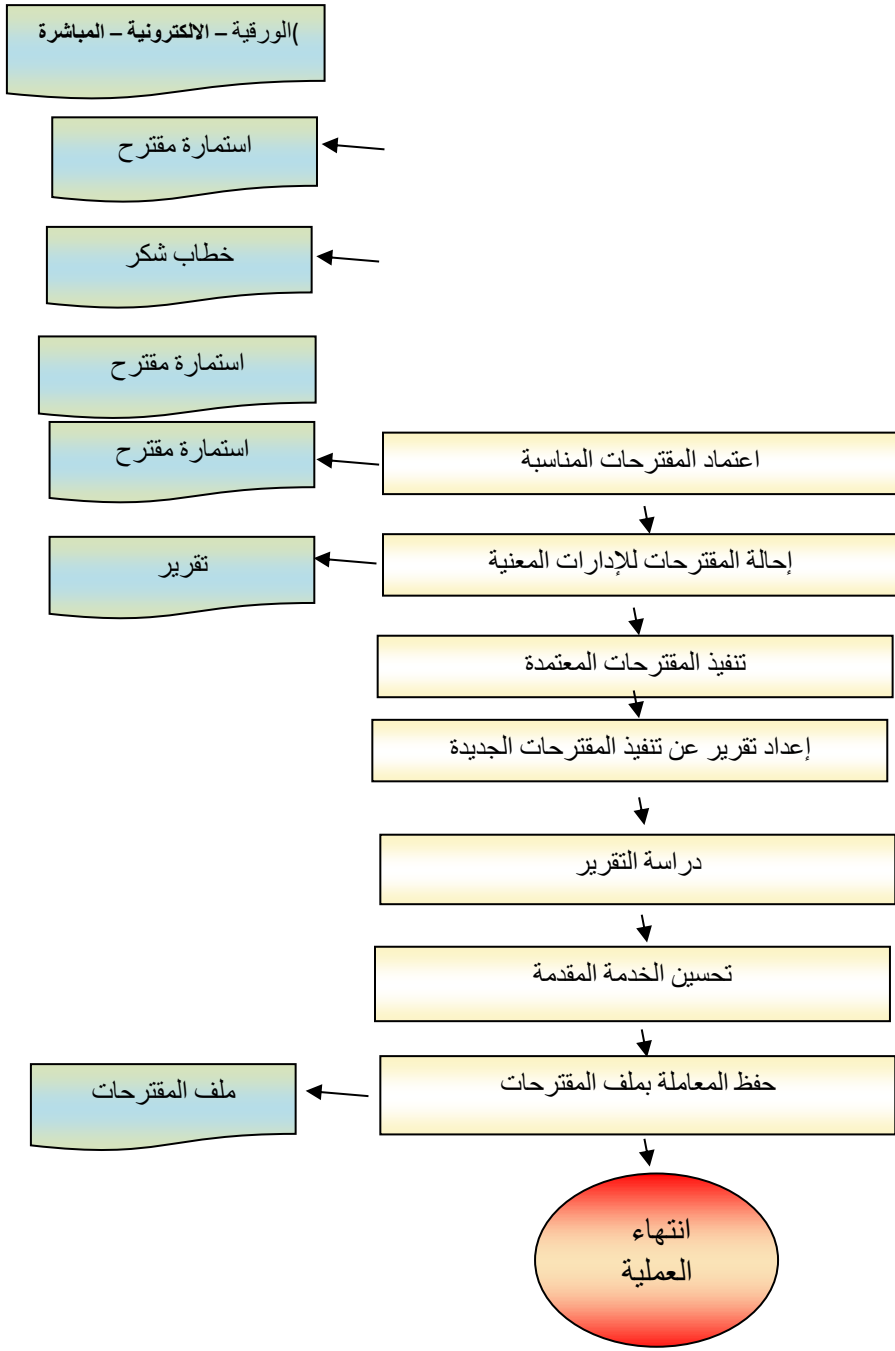 )الورقية – الالكترونية – المباشرة
استمارة مقترح
خطاب شكر
استمارة مقترح
اعتماد المقترحات المناسبة
استمارة مقترح
إحالة المقترحات للإدارات المعنية
تقرير
تنفيذ المقترحات المعتمدة
إعداد تقرير عن تنفيذ المقترحات الجديدة
دراسة التقرير
تحسين الخدمة المقدمة
حفظ المعاملة بملف المقترحات
ملف المقترحات
انتهاء
العملية